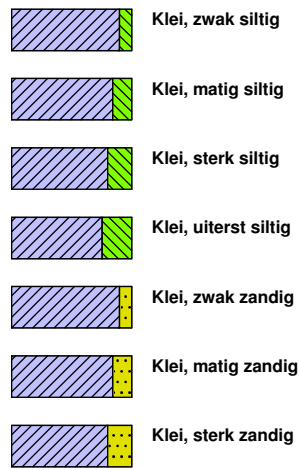 Klei, zwak siltig
Klei, matig siltig
Klei, sterk siltig
Klei, uiterst siltig
Klei, zwak zandig
Klei, matig zandig
Klei, sterk zandig